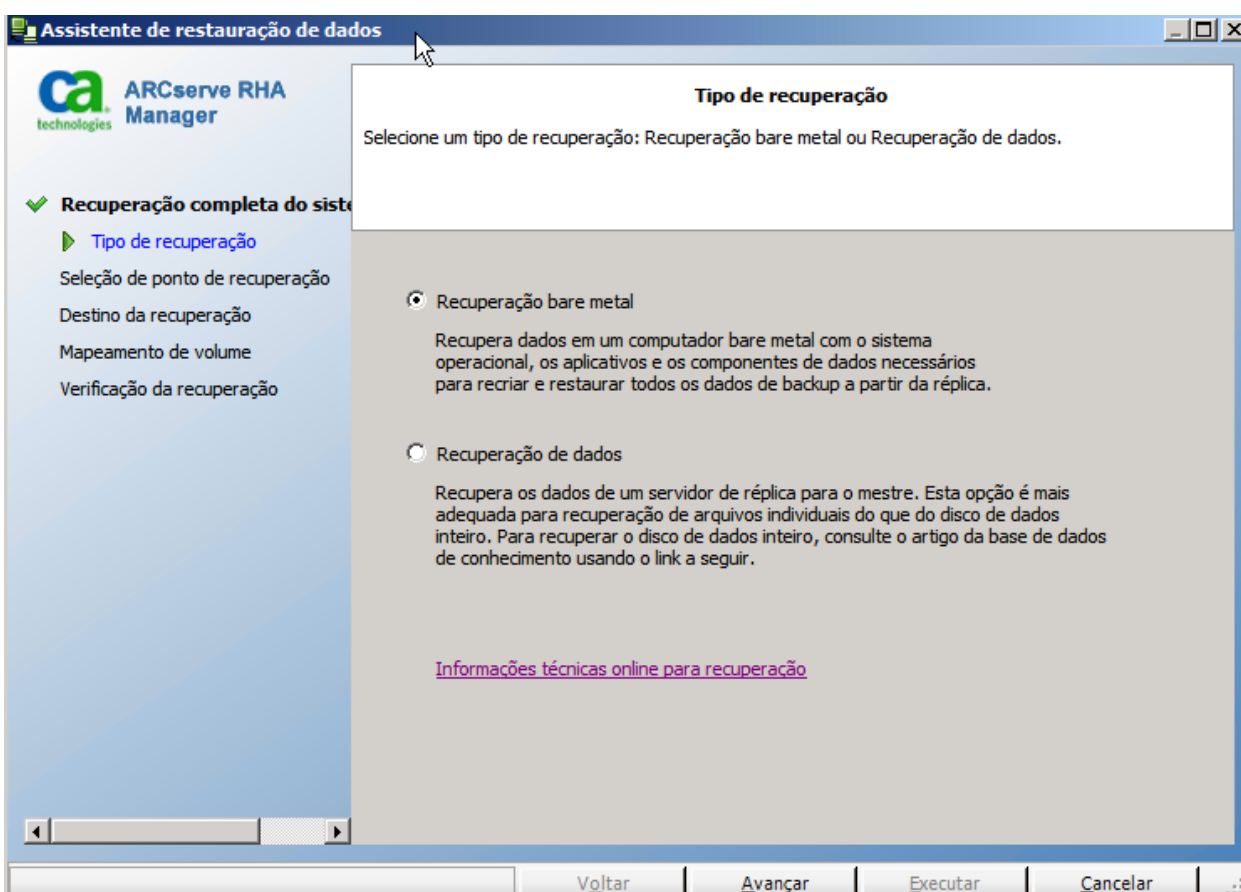 Assistente de restauração de dados
ca
technologies
ARCserve RHA
Manager
Recuperação completa do siste
Tipo de recuperação
Seleção de ponto de recuperação
Destino da recuperação
Mapeamento de volume
Verificação da recuperação
Tipo de recuperação
Selecione um tipo de recuperação: Recuperação bare metal ou Recuperação de dados.
Recuperação bare metal
Recupera dados em um computador bare metal com o sistema
operacional, os aplicativos e os componentes de dados necessários
para recriar e restaurar todos os dados de backup a partir da réplica.
Recuperação de dados
Recupera os dados de um servidor de réplica para o mestre. Esta opção é mais
adequada para recuperação de arquivos individuais do que do disco de dados
inteiro. Para recuperar o disco de dados inteiro, consulte o artigo da base de dados
de conhecimento usando o link a seguir.
Informações técnicas online para recuperação
Voltar
Avançar
Executar
Cancelar